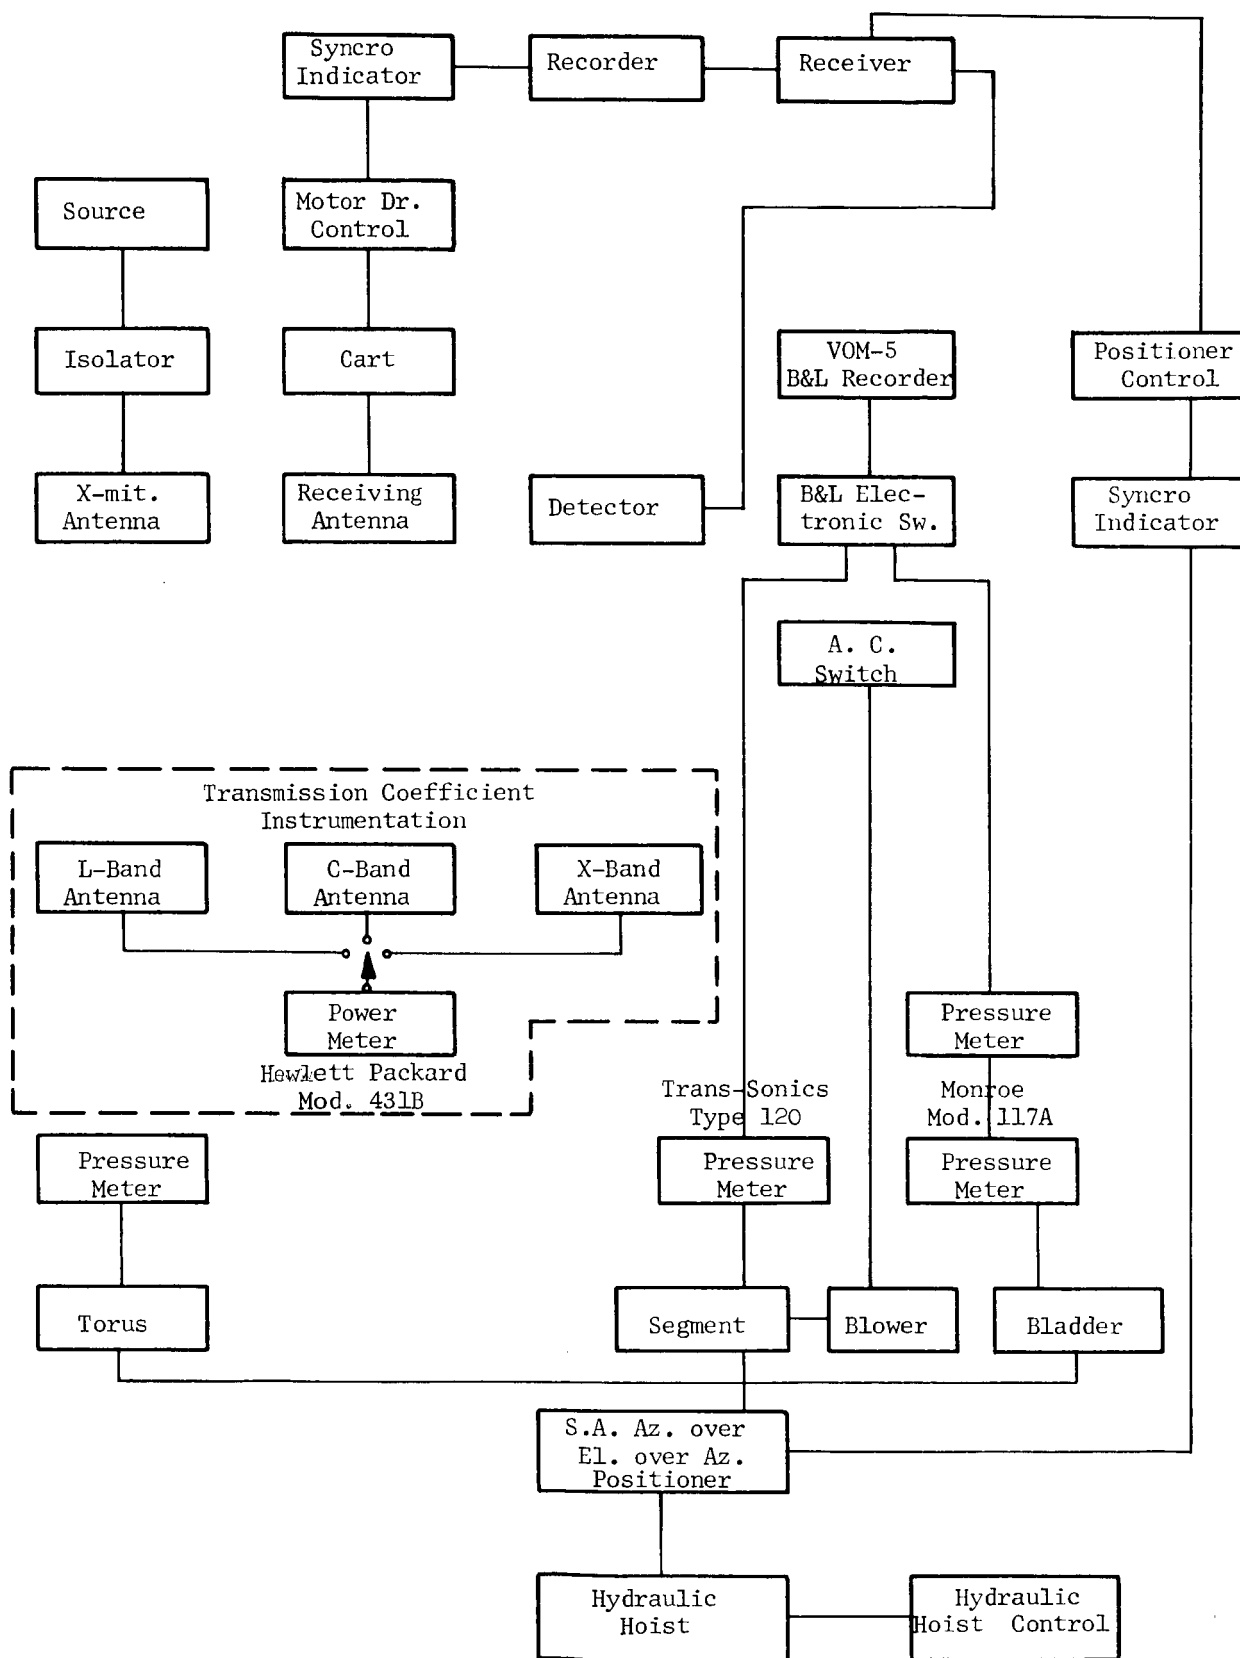 Syncro
Indicator
Recorder
Receiver
Source
Motor Dr.
Control
Isolator
Cart
VOM-5
B&L Recorder
Positioner
Control
X-mit.
Antenna
Receiving
Antenna
Detector
B&L Elec-
tronic Sw.
Syncro
Indicator
A. C.
Switch
Transmission Coefficient
Instrumentation
L-Band
Antenna
C-Band
Antenna
X-Band
Antenna
Power
Meter
Hewlett Packard
Mod. 431B
Pressure
Meter
Trans-Sonics
Type 120
Monroe
Mod. 117A
Pressure
Meter
Pressure
Meter
Pressure
Meter
Torus
Segment
Blower
Bladder
S.A. Az. over
El. over Az.
Positioner
Hydraulic
Hoist
Hydraulic
Hoist Control